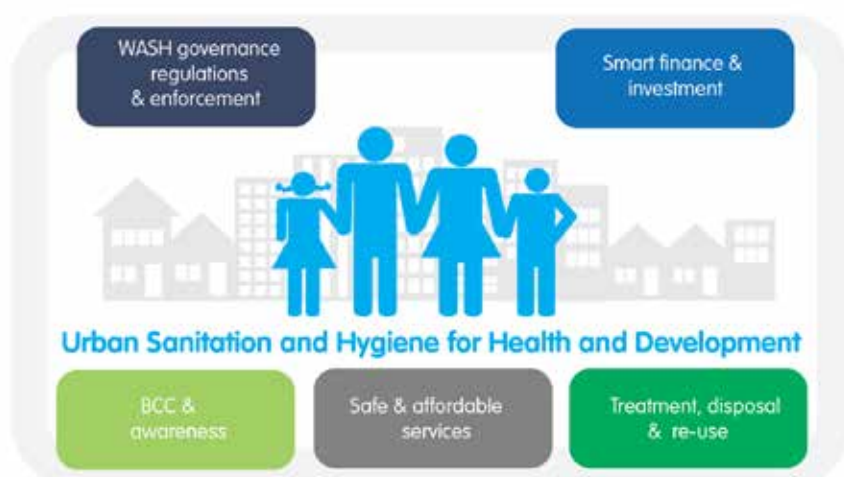 WASH governance
regulations
& enforcement
Smart finance &
investment
Urban Sanitation and Hygiene for Health and Development
BCC &
awareness
Safe & affordable
services
Treatment, disposal
& re-use